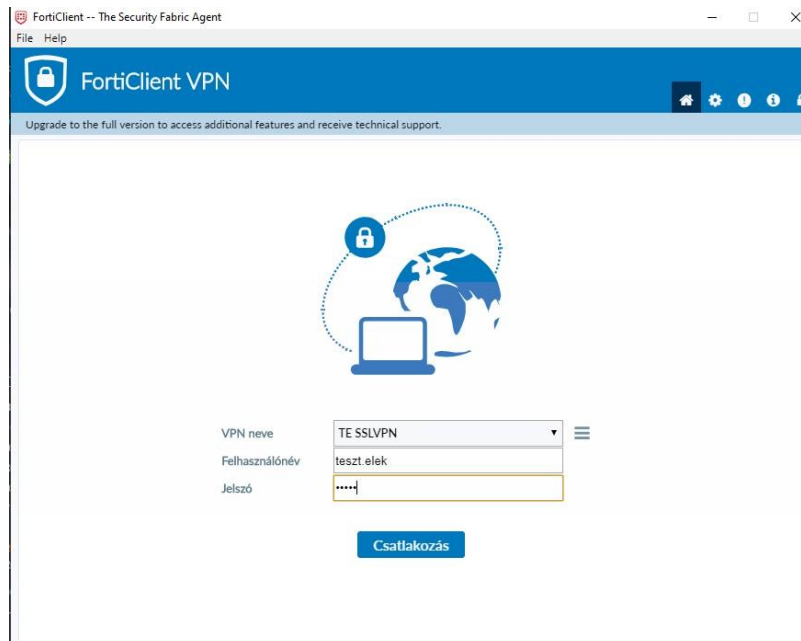 FortiClient -- The Security Fabric Agent
File Help
FortiClient VPN
Upgrade to the full version to access additional features and receive technical support.
VPN neve TE SSLVPN
Felhasználónév teszt.elek
Jelszó •••••
Csatlakozás